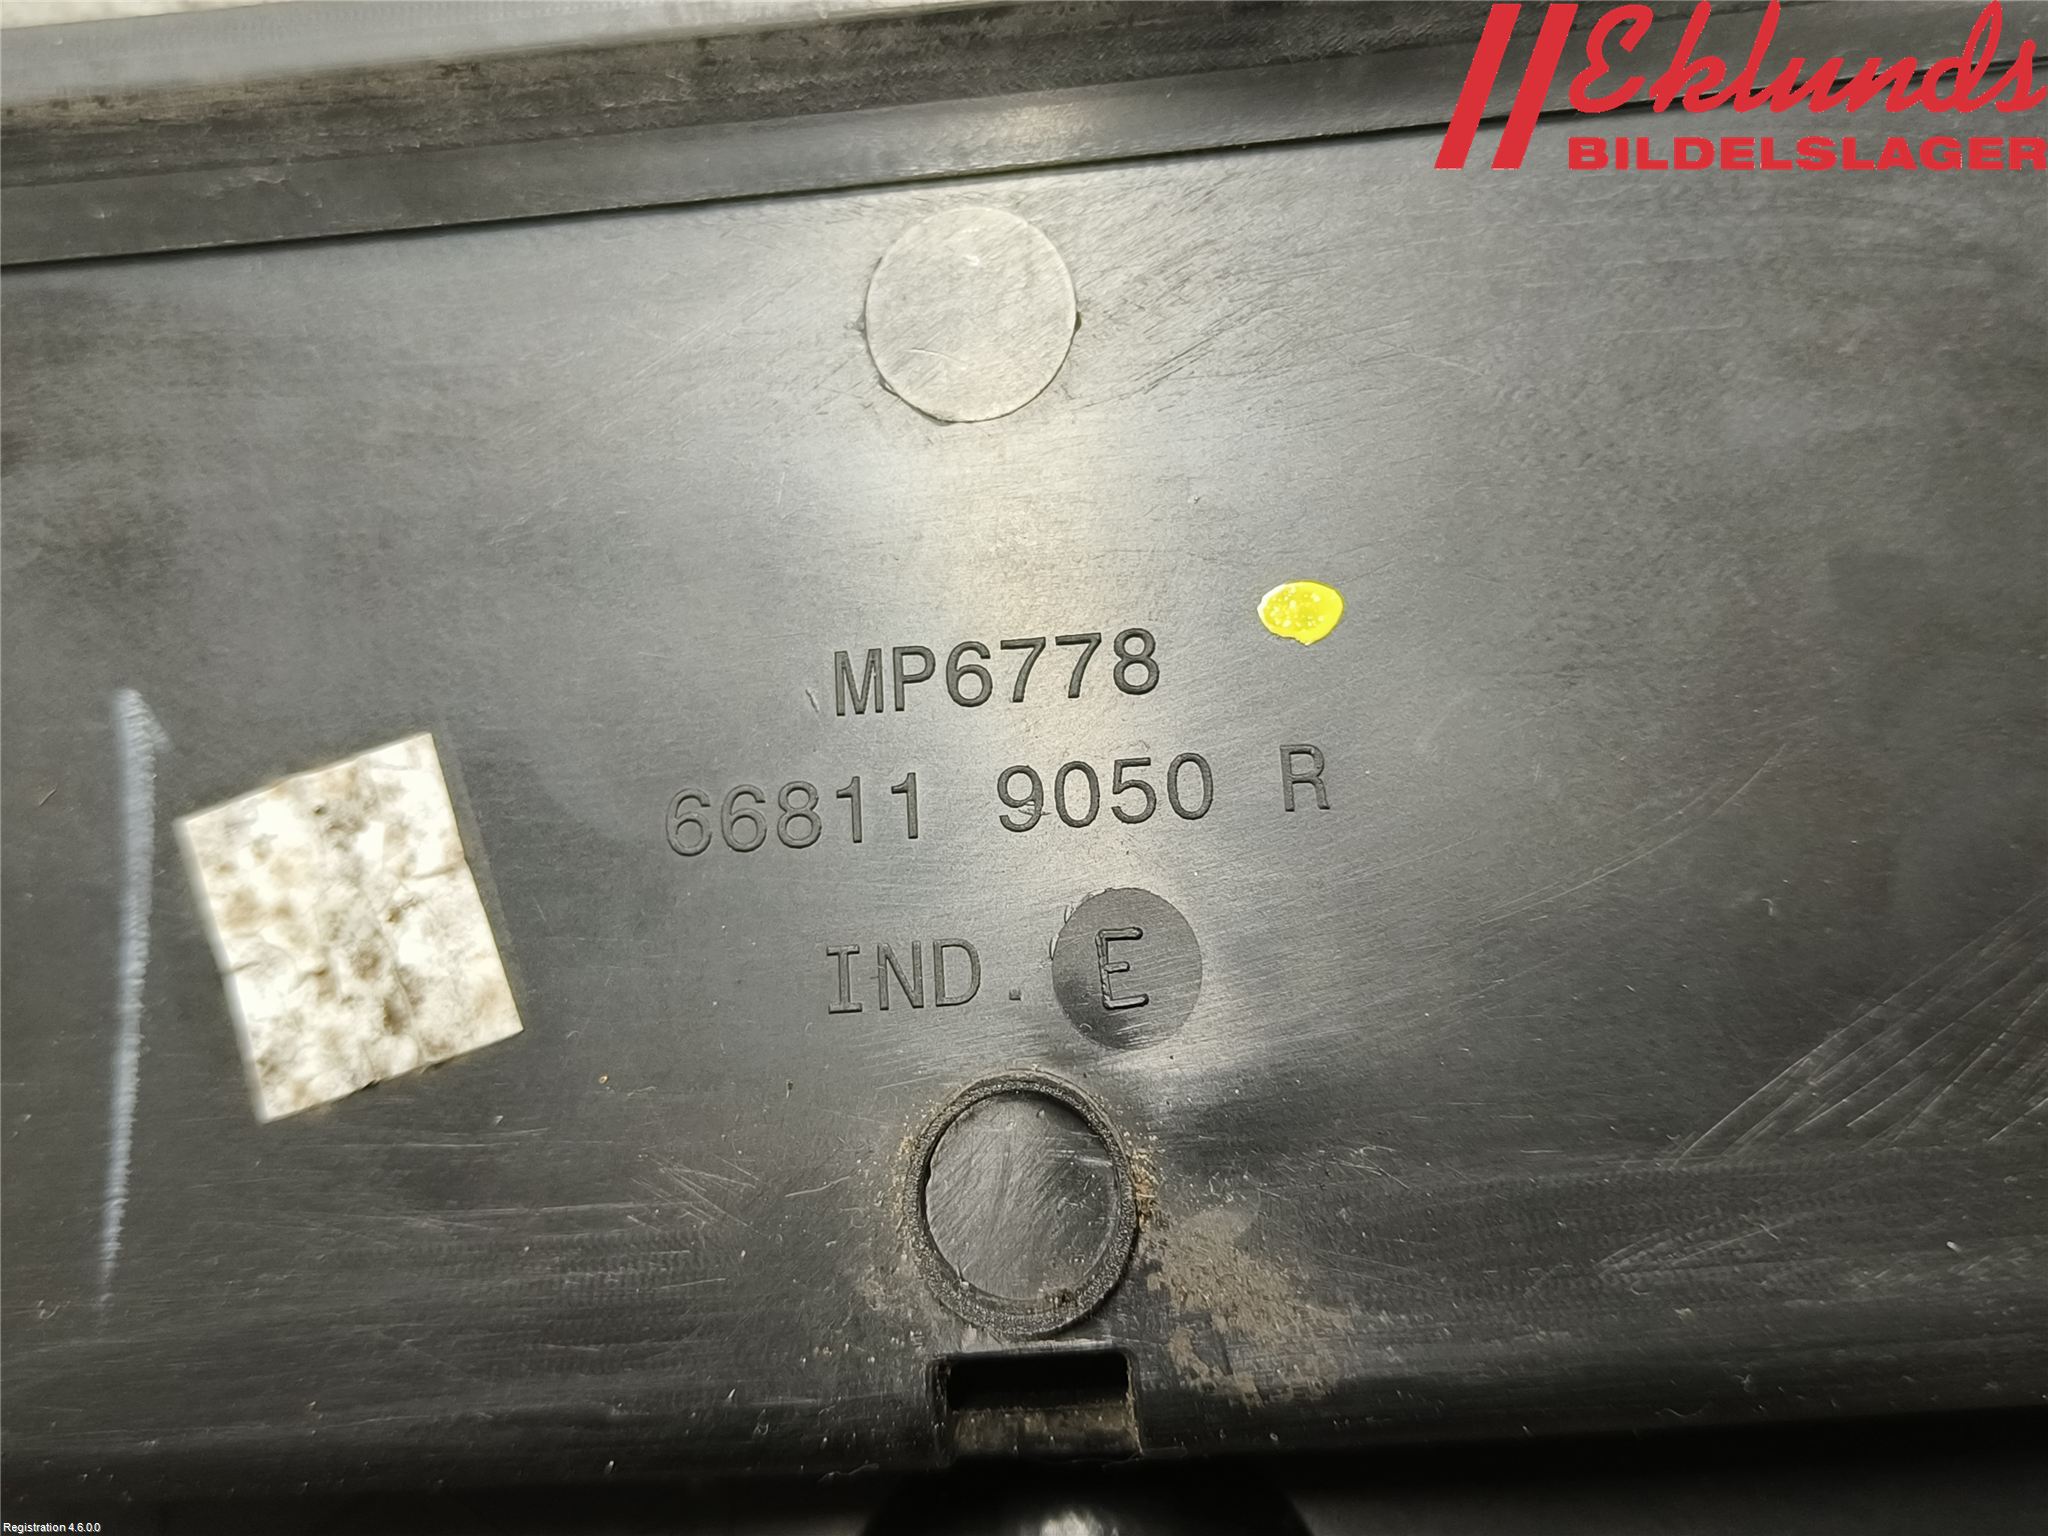 Eklunds
BILDELSLAGER
MP6778
66811 9050 R
IND. E
Registration 4.6.0.0